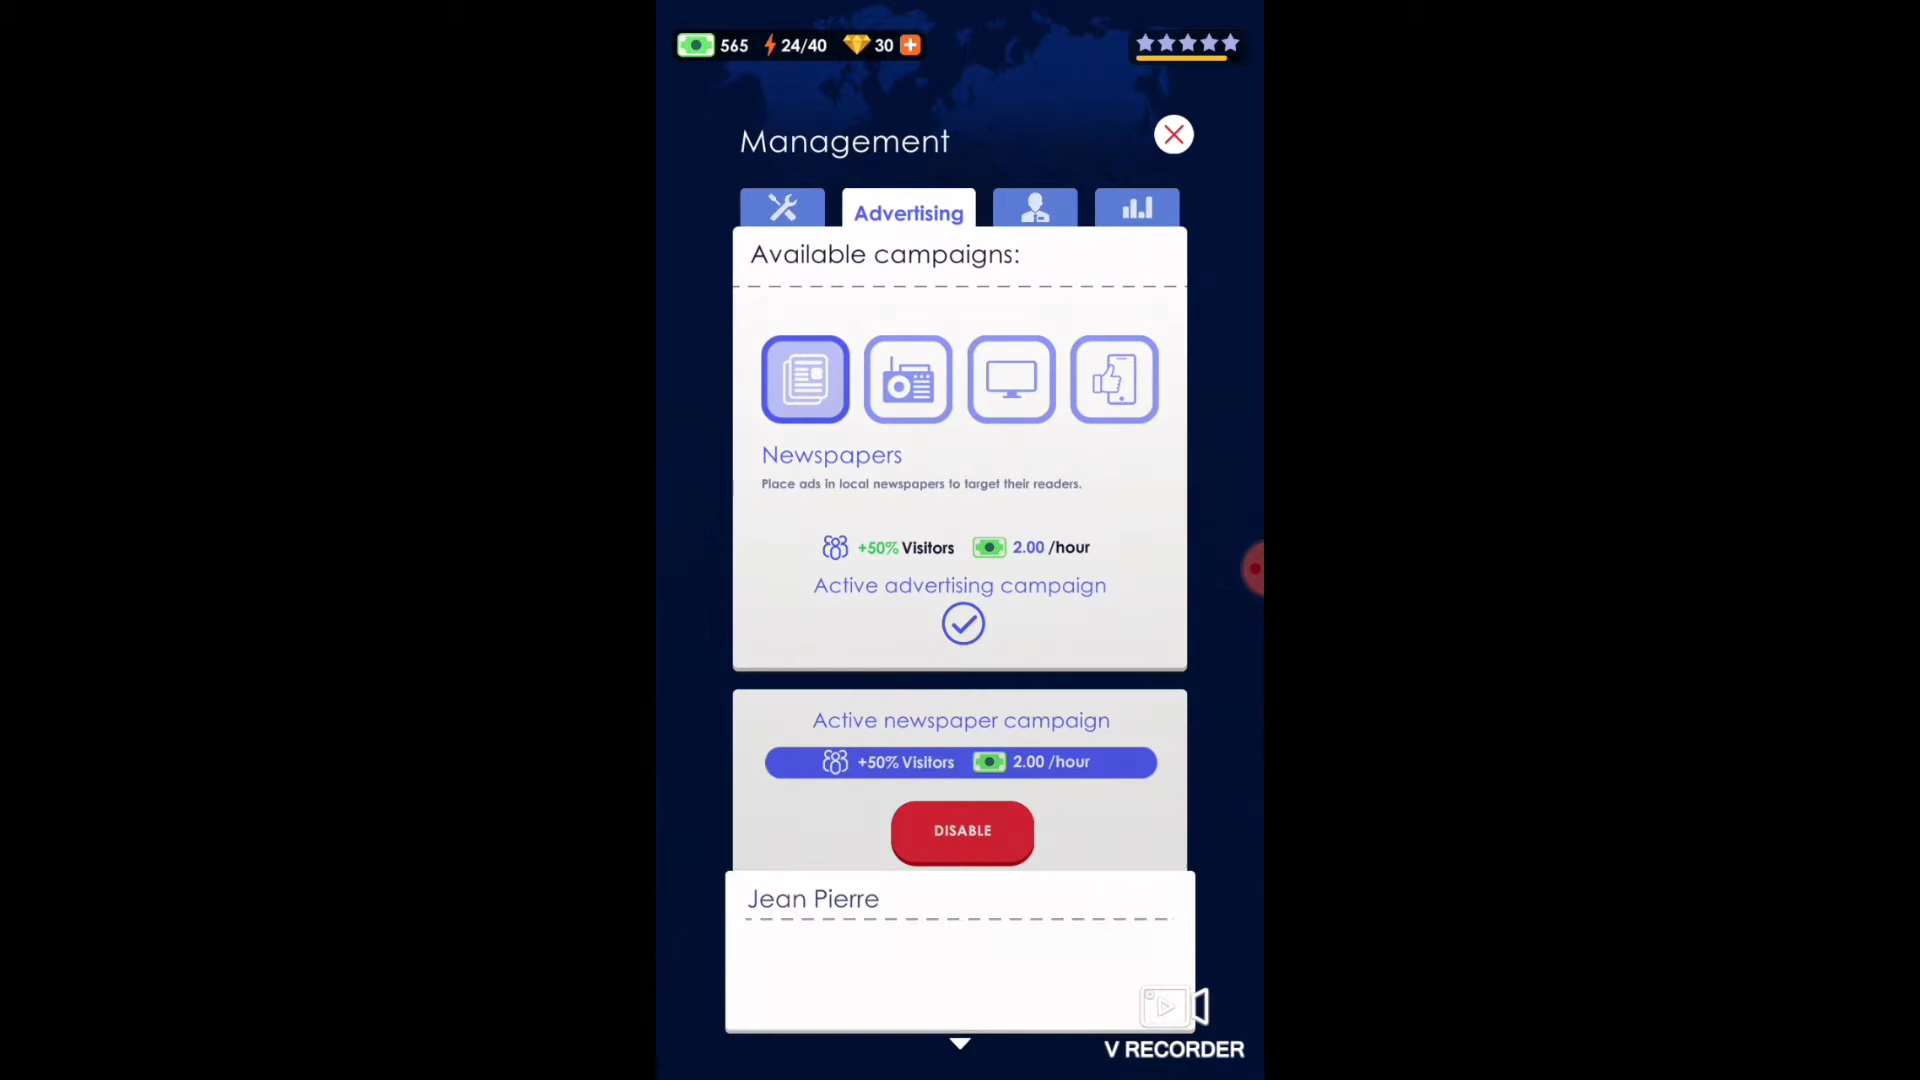 565 24/40 30
Management
Advertising
Available campaigns:
Newspapers
Place ads in local newspapers to target their readers.
+50% Visitors 2.00 /hour
Active advertising campaign
Active newspaper campaign
+50% Visitors 2.00 /hour
DISABLE
Jean Pierre
V RECORDER